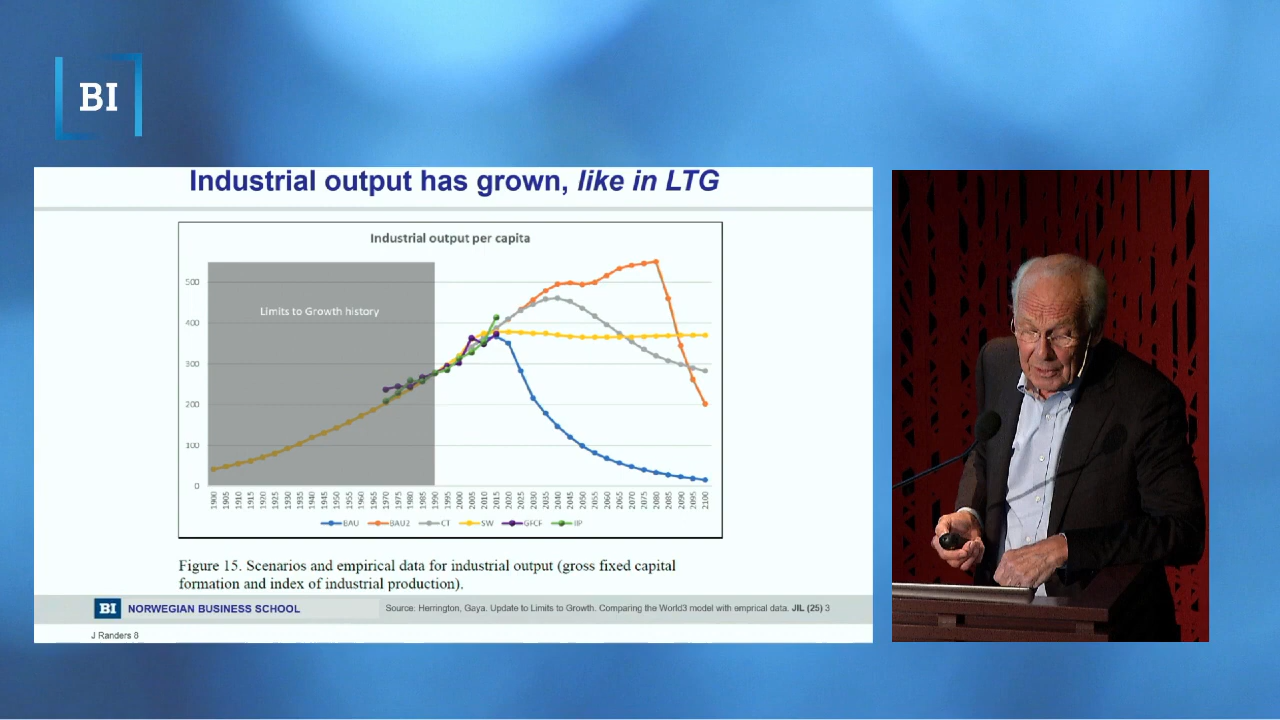 BI
Industrial output has grown, like in LTG
Industrial output per capita
Limits to Growth history
500
400
300
200
100
0
1900 1905 1910 1915 1920 1925 1930 1935 1940 1945 1950 1955 1960 1965 1970 1975 1980 1985 1990 1995 2000 2005 2010 2015 2020 2025 2030 2035 2040 2045 2050 2055 2060 2065 2070 2075 2080 2085 2090 2095 2100
BAU BAU2 CT SW GFCF IIP
Figure 15. Scenarios and empirical data for industrial output (gross fixed capital
formation and index of industrial production).
BI NORWEGIAN BUSINESS SCHOOL
Source: Herrington, Gaya. Update to Limits to Growth. Comparing the World3 model with emprical data. JIL (25) 3
J Randers 8